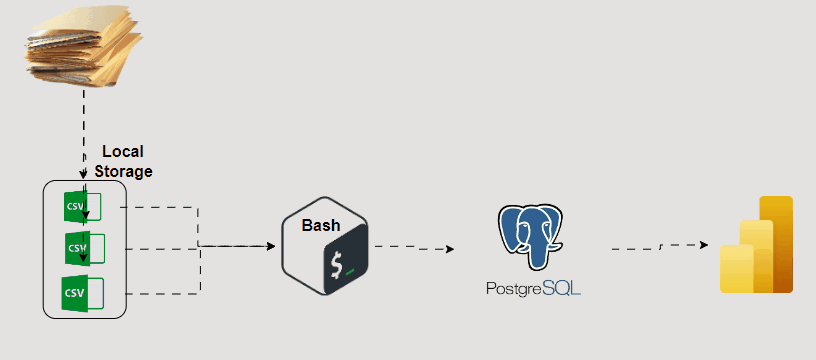 Local
Storage
CSV
CSV
CSV
Bash
$_
PostgreSQL